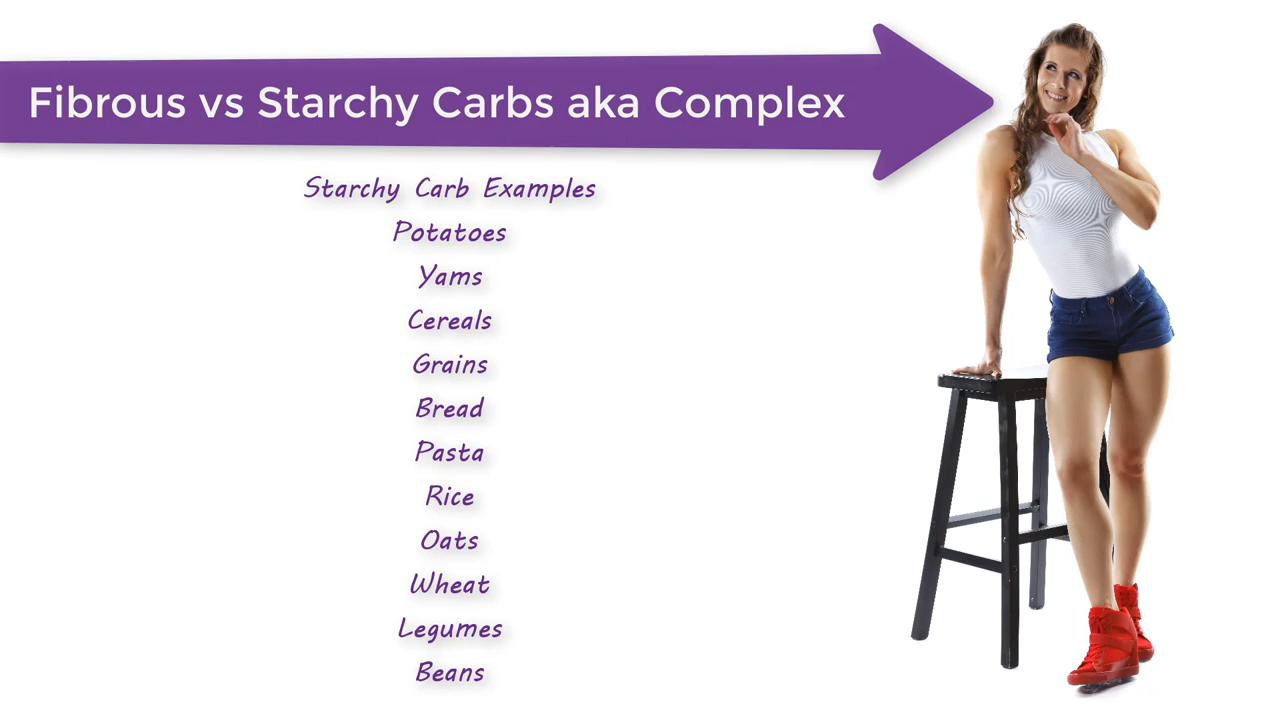 Fibrous vs Starchy Carbs aka Complex
Starchy Carb Examples
Potatoes
Yams
Cereals
Grains
Bread
Pasta
Rice
Oats
Wheat
Legumes
Beans